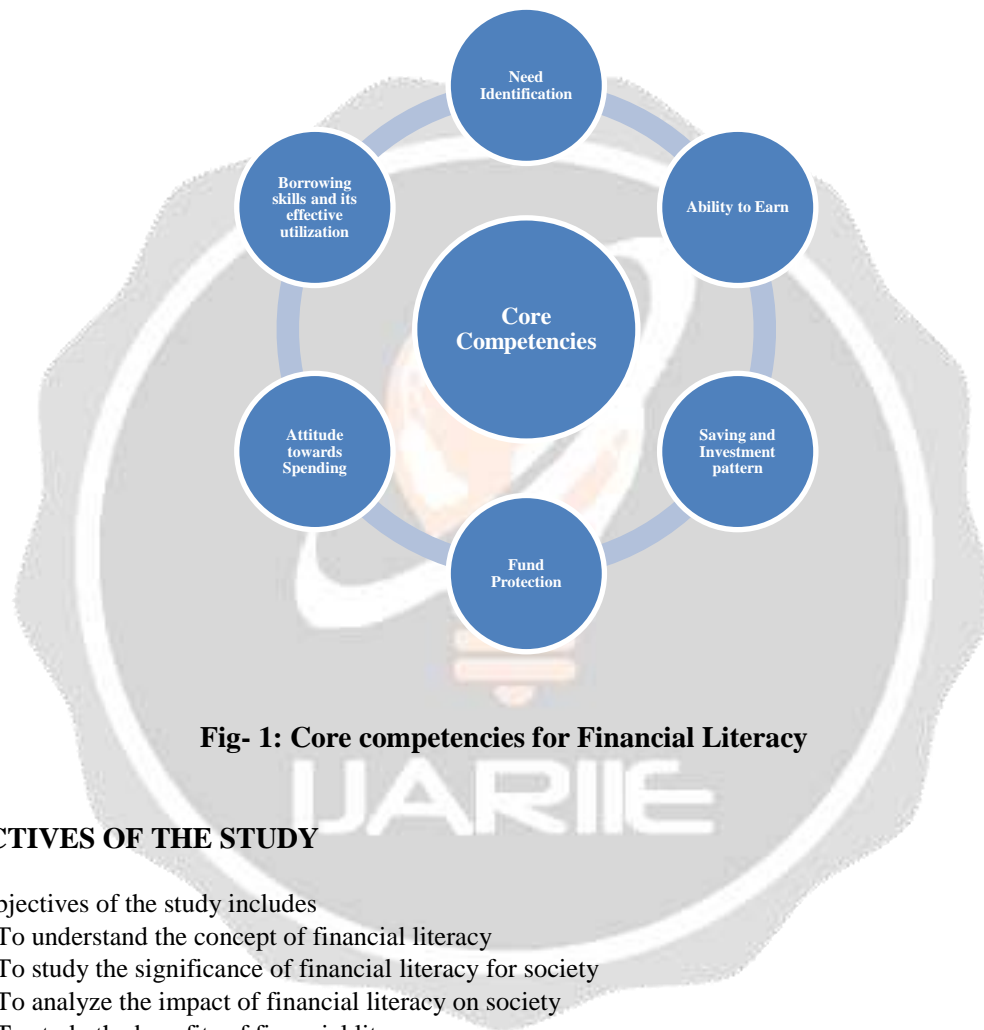 Need
Identification
Ability to Earn
Saving and
Investment
pattern
Fund
Protection
Attitude
towards
Spending
Borrowing
skills and its
effective
utilization
Core
Competencies
Fig- 1: Core competencies for Financial Literacy
IJARIIE
CTIVES OF THE STUDY
bjectives of the study includes
To understand the concept of financial literacy
To study the significance of financial literacy for society
To analyze the impact of financial literacy on society